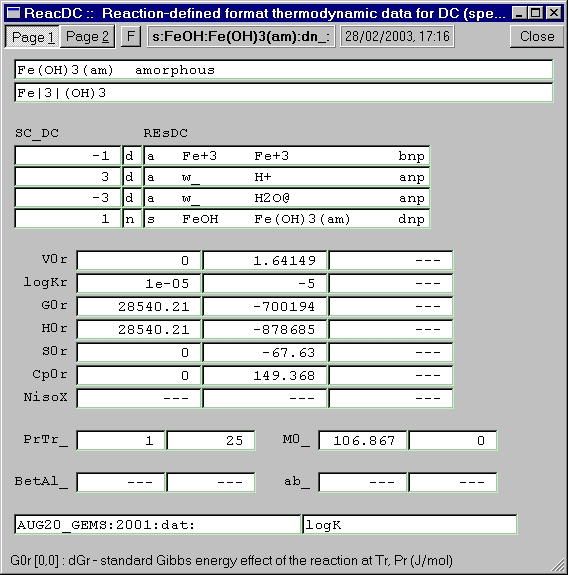 ReacDC :: Reaction-defined format thermodynamic data for DC (spe...
Page 1 Page 2 F s:FeOH:Fe(OH)3(am):dn_: 28/02/2003, 17:16 Close
Fe(OH)3(am) amorphous
Fe|3|(OH)3
SC_DC REsDC
-1 d a Fe+3 Fe+3 bnp
3 d a w_ H+ anp
-3 d a w_ H2O@ anp
1 n s FeOH Fe(OH)3(am) dnp
V0r 0 1.64149 ---
logKr 1e-05 -5 ---
G0r 28540.21 -700194 ---
H0r 28540.21 -878685 ---
S0r 0 -67.63 ---
Cp0r 0 149.368 ---
NisoX --- --- ---
PrTr_ 1 25 M0_ 106.867 0
BetAl_ --- --- ab_ --- ---
AUG20_GEMS:2001:dat: logK
G0r [0,0] : dGr - standard Gibbs energy effect of the reaction at Tr, Pr (J/mol)